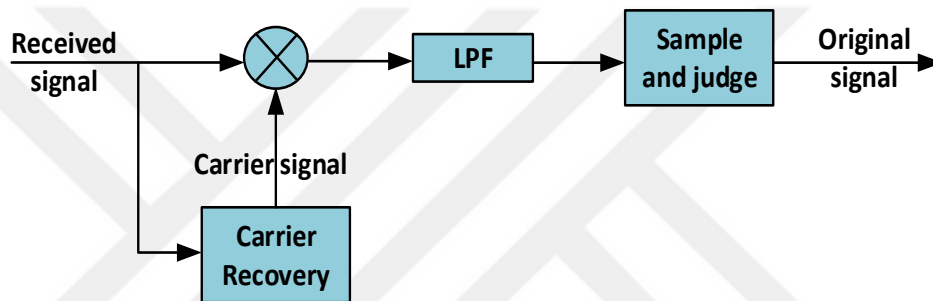 Received
signal
LPF
Sample
and judge
Original
signal
Carrier signal
Carrier
Recovery